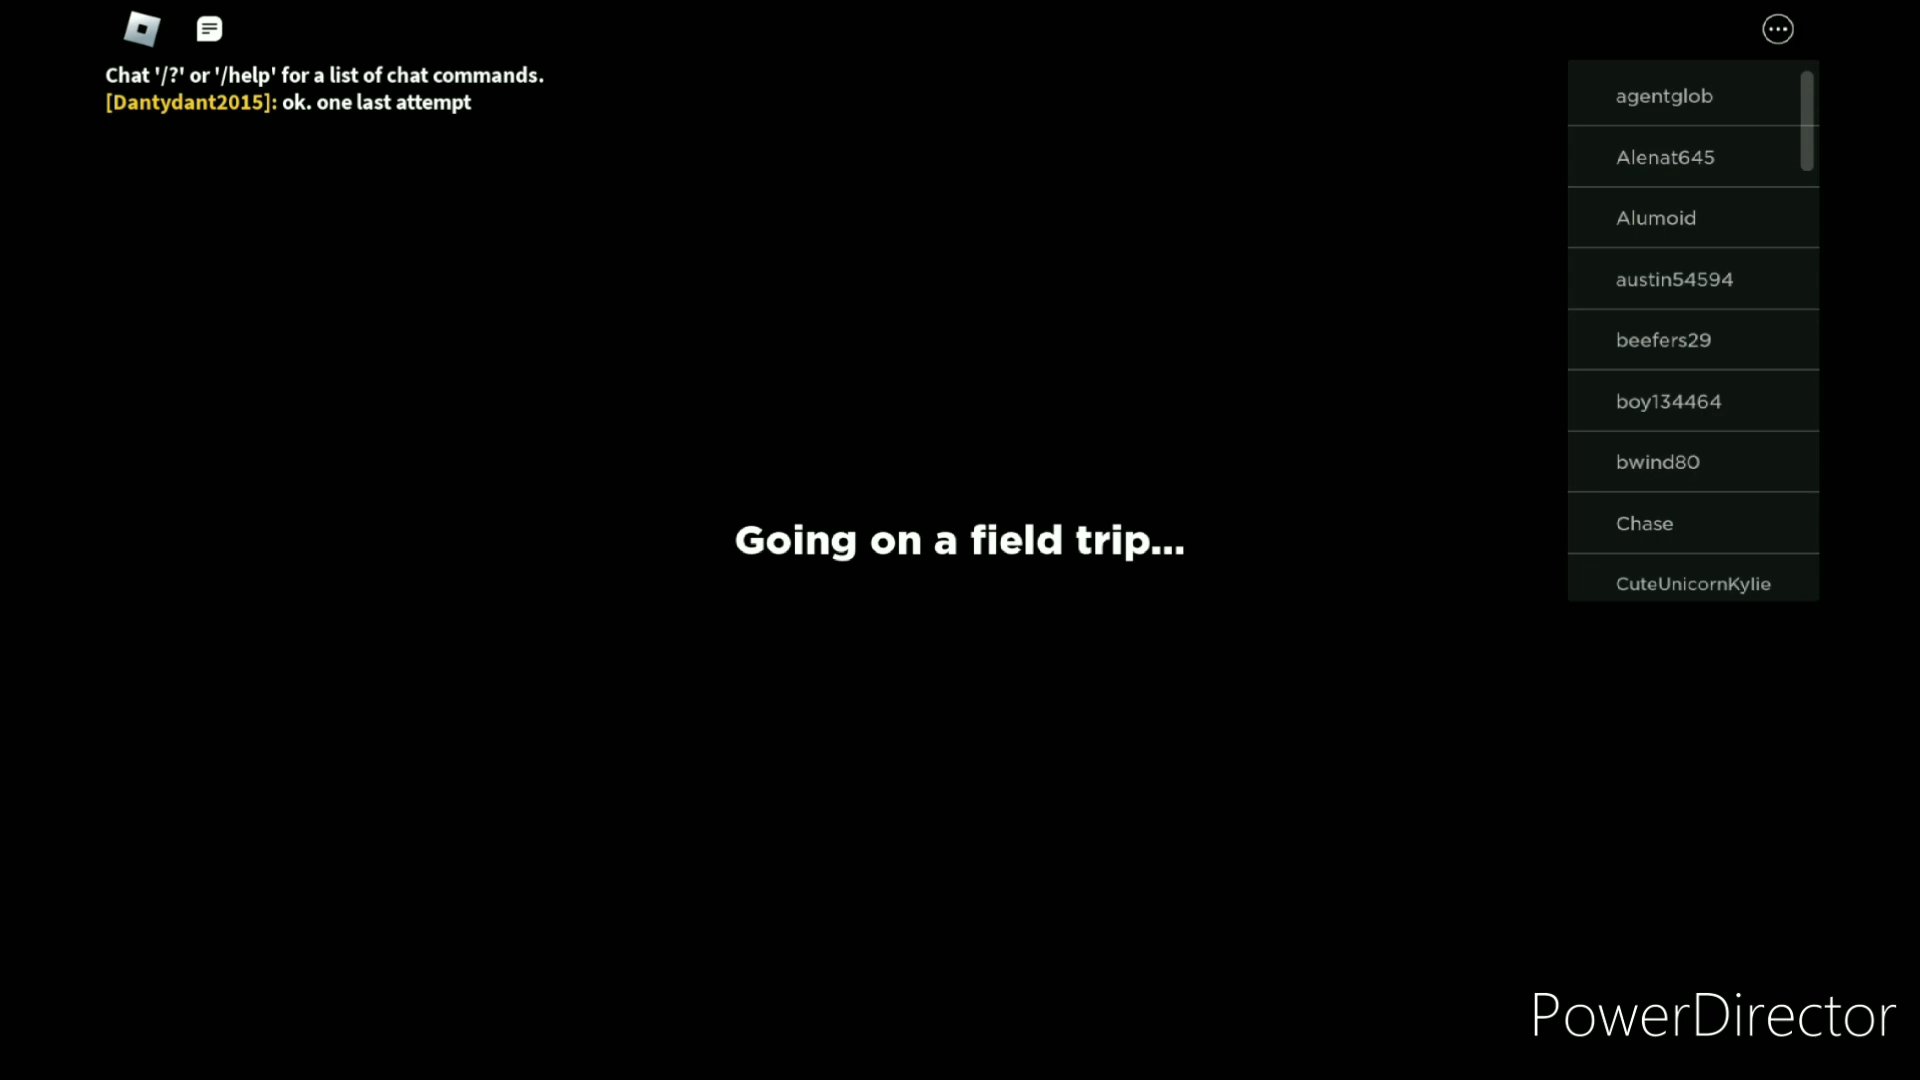 Chat '/?' or '/help' for a list of chat commands.
[Dantydant2015]: ok. one last attempt
agentglob
Alenat645
Alumoid
austin54594
beefers29
boy134464
bwind80
Chase
CuteUnicornKylie
Going on a field trip...
PowerDirector